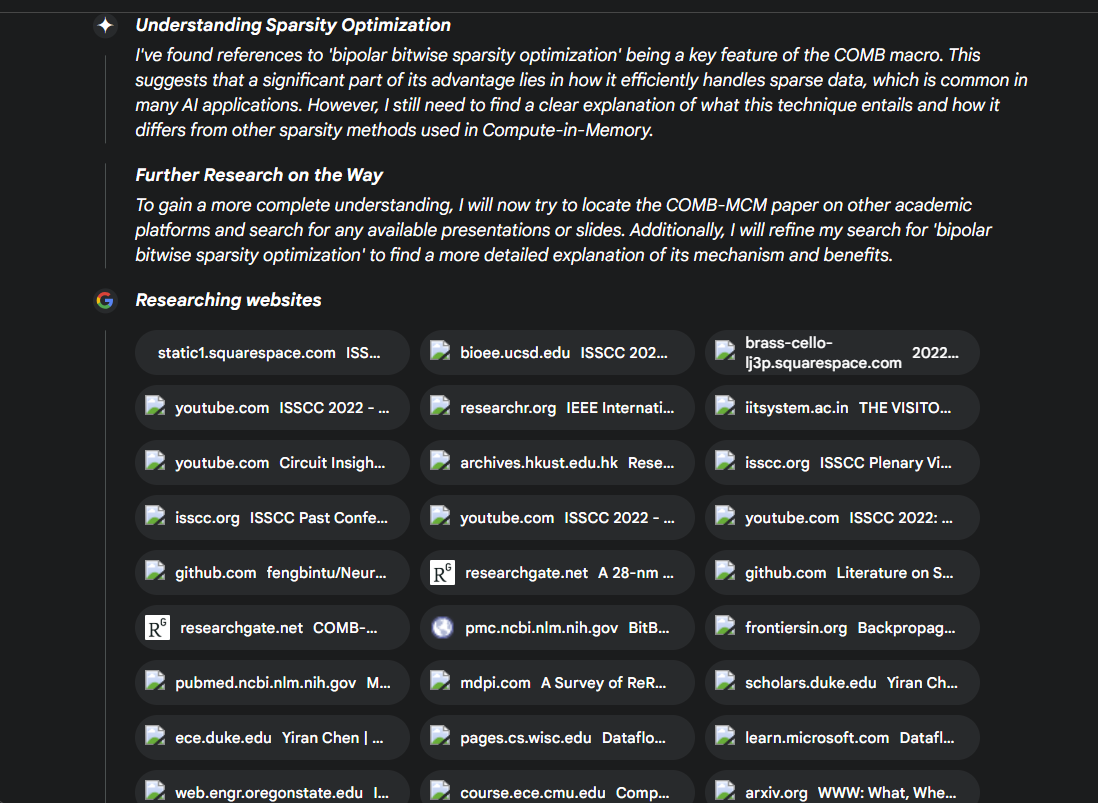 Understanding Sparsity Optimization
I've found references to 'bipolar bitwise sparsity optimization' being a key feature of the COMB macro. This
suggests that a significant part of its advantage lies in how it efficiently handles sparse data, which is common in
many AI applications. However, I still need to find a clear explanation of what this technique entails and how it
differs from other sparsity methods used in Compute-in-Memory.
Further Research on the Way
To gain a more complete understanding, I will now try to locate the COMB-MCM paper on other academic
platforms and search for any available presentations or slides. Additionally, I will refine my search for 'bipolar
bitwise sparsity optimization' to find a more detailed explanation of its mechanism and benefits.
Researching websites
static1.squarespace.com ISS...
bioee.ucsd.edu ISSCC 202...
brass-cello-
lj3p.squarespace.com 2022...
youtube.com ISSCC 2022 - ...
researchr.org IEEE Internati...
iitsystem.ac.in THE VISITO...
youtube.com Circuit Insigh...
archives.hkust.edu.hk Rese...
isscc.org ISSCC Plenary Vi...
isscc.org ISSCC Past Confe...
youtube.com ISSCC 2022 - ...
youtube.com ISSCC 2022: ...
github.com fengbintu/Neur...
RG researchgate.net A 28-nm ...
github.com Literature on S...
RG researchgate.net COMB-...
pmc.ncbi.nlm.nih.gov BitB...
frontiersin.org Backpropag...
pubmed.ncbi.nlm.nih.gov M...
mdpi.com A Survey of ReR...
scholars.duke.edu Yiran Ch...
ece.duke.edu Yiran Chen | ...
pages.cs.wisc.edu Dataflo...
learn.microsoft.com Datafl...
web.engr.oregonstate.edu I...
course.ece.cmu.edu Comp...
arxiv.org WWW: What, Whe...